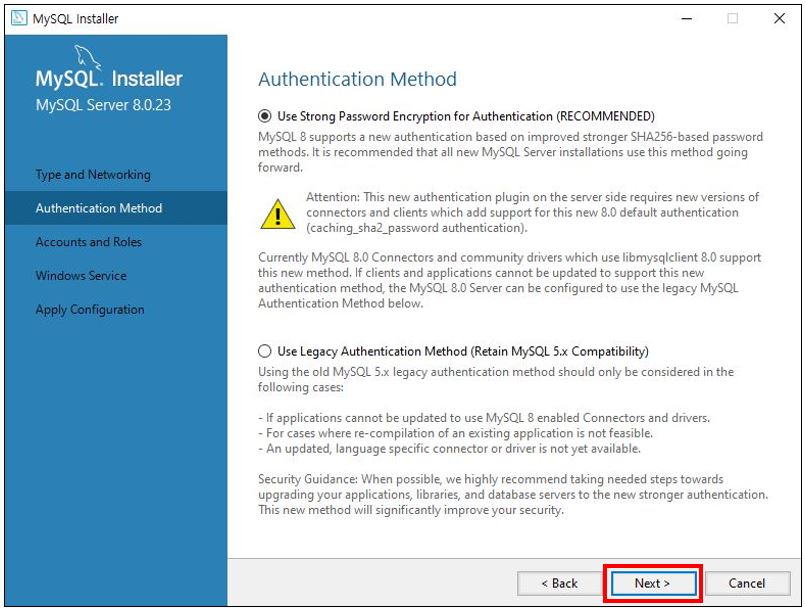 MySQL Installer
MySQL. Installer
MySQL Server 8.0.23
Type and Networking
Authentication Method
Accounts and Roles
Windows Service
Apply Configuration
Authentication Method
Use Strong Password Encryption for Authentication (RECOMMENDED)
MySQL 8 supports a new authentication based on improved stronger SHA256-based password
methods. It is recommended that all new MySQL Server installations use this method going
forward.
Attention: This new authentication plugin on the server side requires new versions of
connectors and clients which add support for this new 8.0 default authentication
(caching_sha2_password authentication).
Currently MySQL 8.0 Connectors and community drivers which use libmysqlclient 8.0 support
this new method. If clients and applications cannot be updated to support this new
authentication method, the MySQL 8.0 Server can be configured to use the legacy MySQL
Authentication Method below.
Use Legacy Authentication Method (Retain MySQL 5.x Compatibility)
Using the old MySQL 5.x legacy authentication method should only be considered in the
following cases:
- If applications cannot be updated to use MySQL 8 enabled Connectors and drivers.
- For cases where re-compilation of an existing application is not feasible.
- An updated, language specific connector or driver is not yet available.
Security Guidance: When possible, we highly recommend taking needed steps towards
upgrading your applications, libraries, and database servers to the new stronger authentication.
This new method will significantly improve your security.
< Back
Next >
Cancel